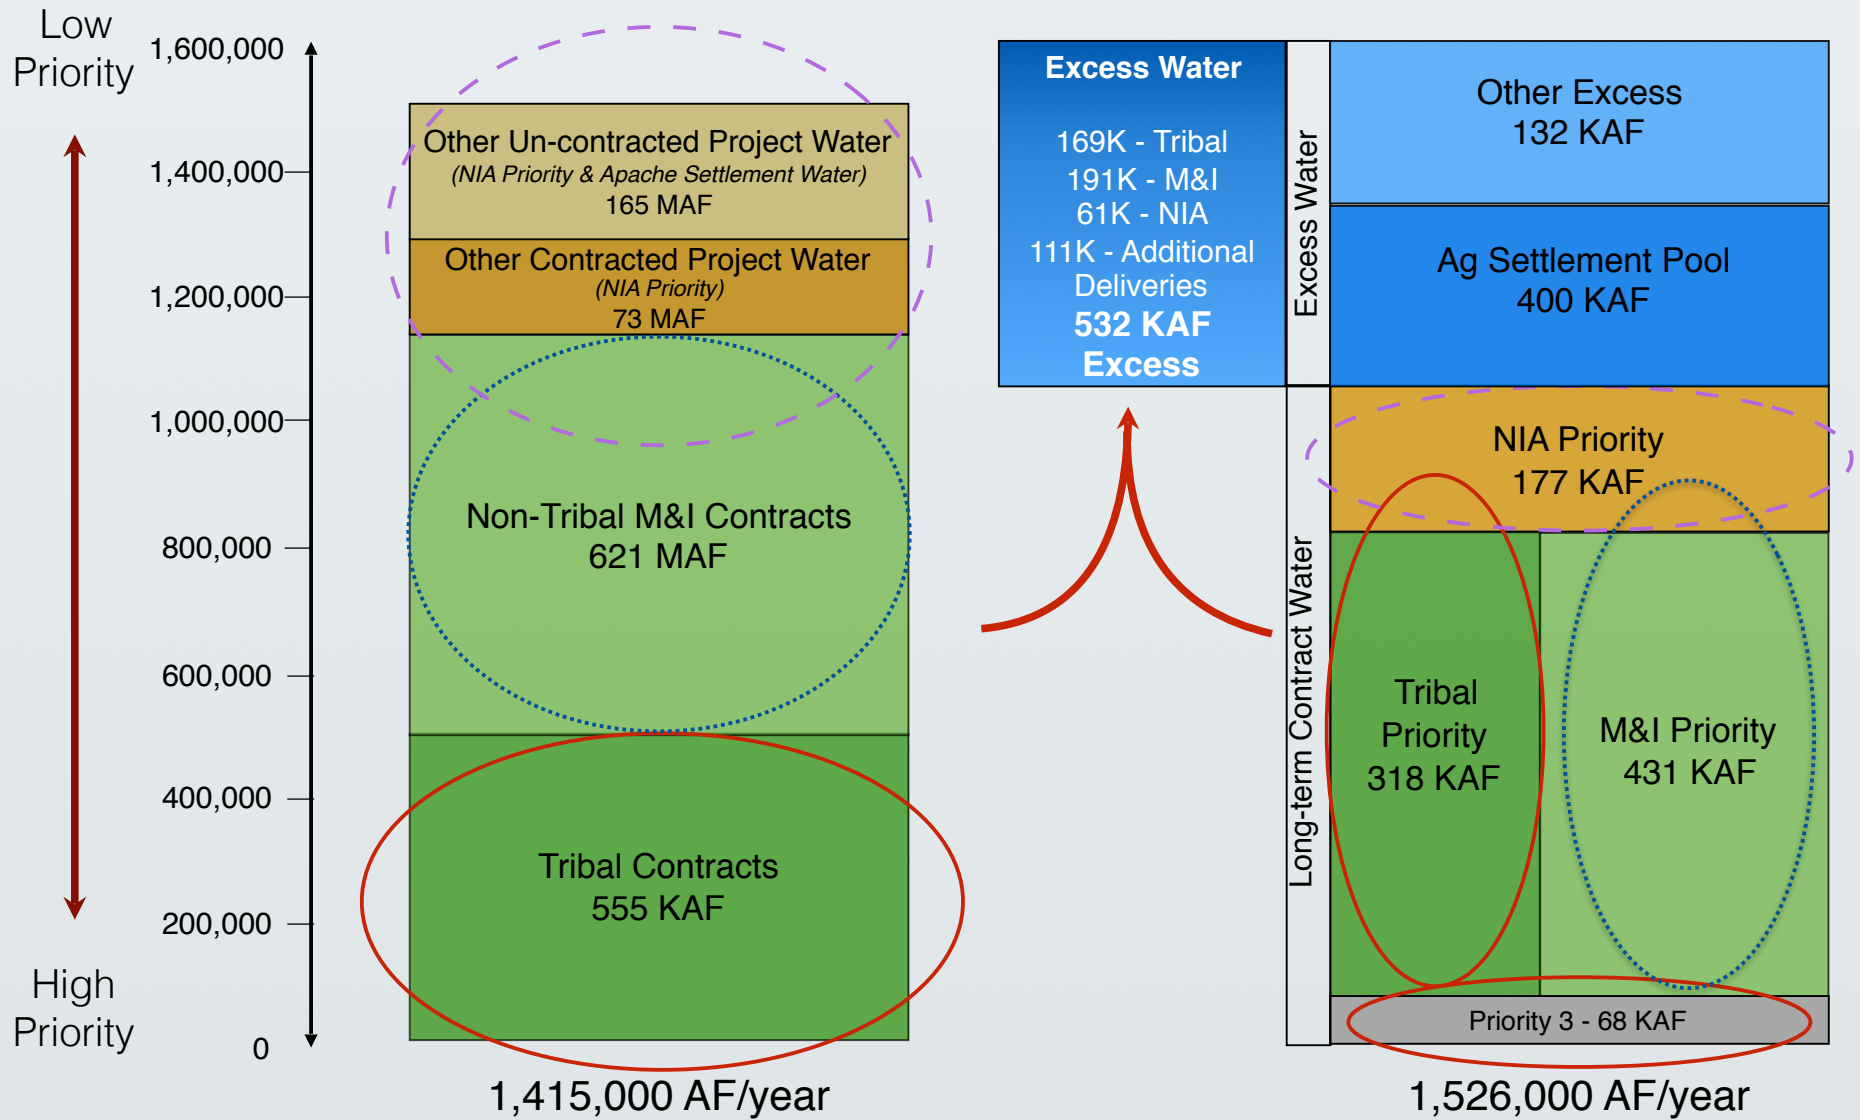 Low
Priority
1,600,000
1,400,000
1,200,000
1,000,000
800,000
600,000
400,000
200,000
0
High
Priority
Other Un-contracted Project Water
(NIA Priority & Apache Settlement Water)
165 MAF
Other Contracted Project Water
(NIA Priority)
73 MAF
Non-Tribal M&I Contracts
621 MAF
Tribal Contracts
555 KAF
1,415,000 AF/year
Excess Water
169K - Tribal
191K - M&I
61K - NIA
111K - Additional
Deliveries
532 KAF
Excess
Excess Water
Long-term Contract Water
Other Excess
132 KAF
Ag Settlement Pool
400 KAF
NIA Priority
177 KAF
Tribal
Priority
318 KAF
M&I Priority
431 KAF
Priority 3 - 68 KAF
1,526,000 AF/year